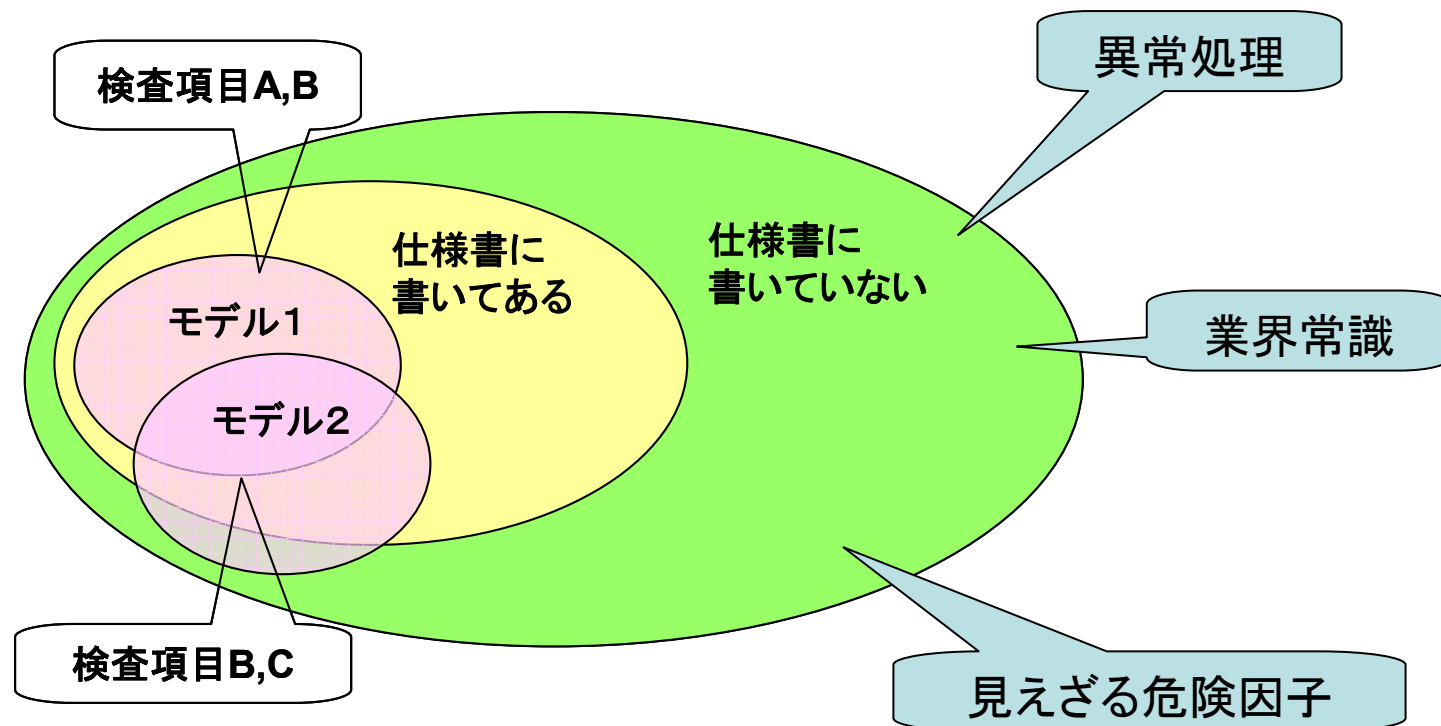 異常処理
検査項目A,B
仕様書に
書いてある
仕様書に
書いていない
モデル１
業界常識
モデル２
検査項目B,C
見えざる危険因子